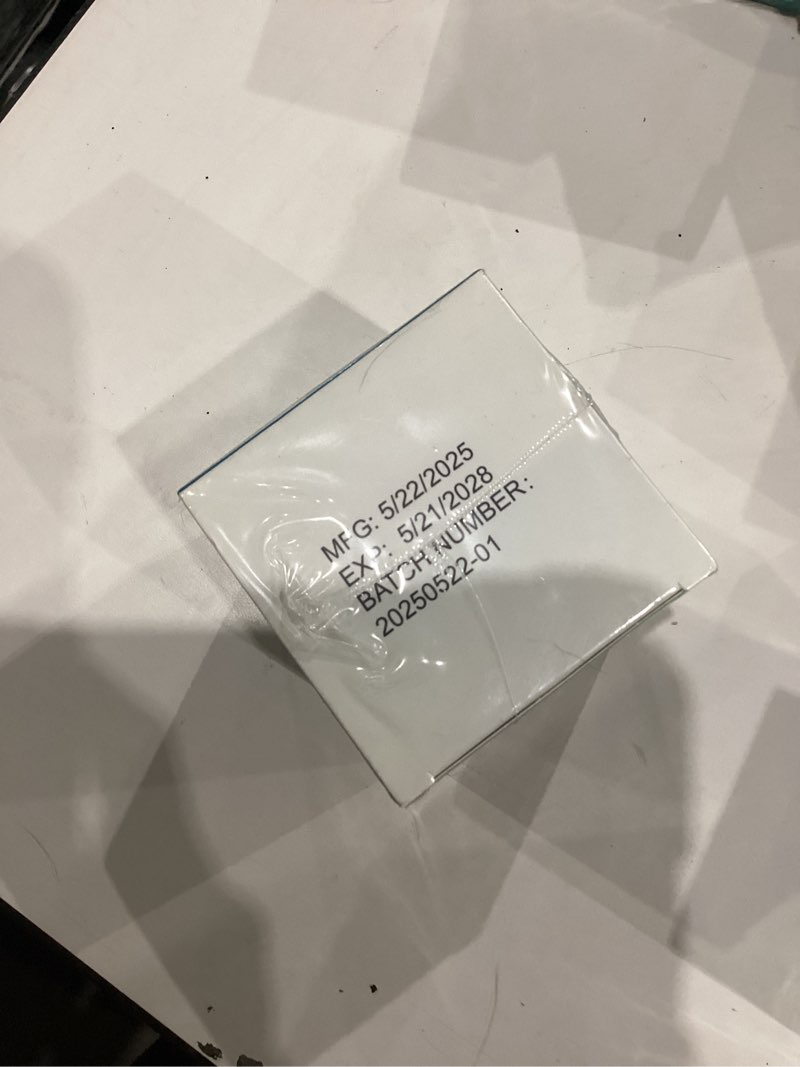 MFG: 5/22/2025
EXP: 5/21/2028
BATCH NUMBER:
20250522-01